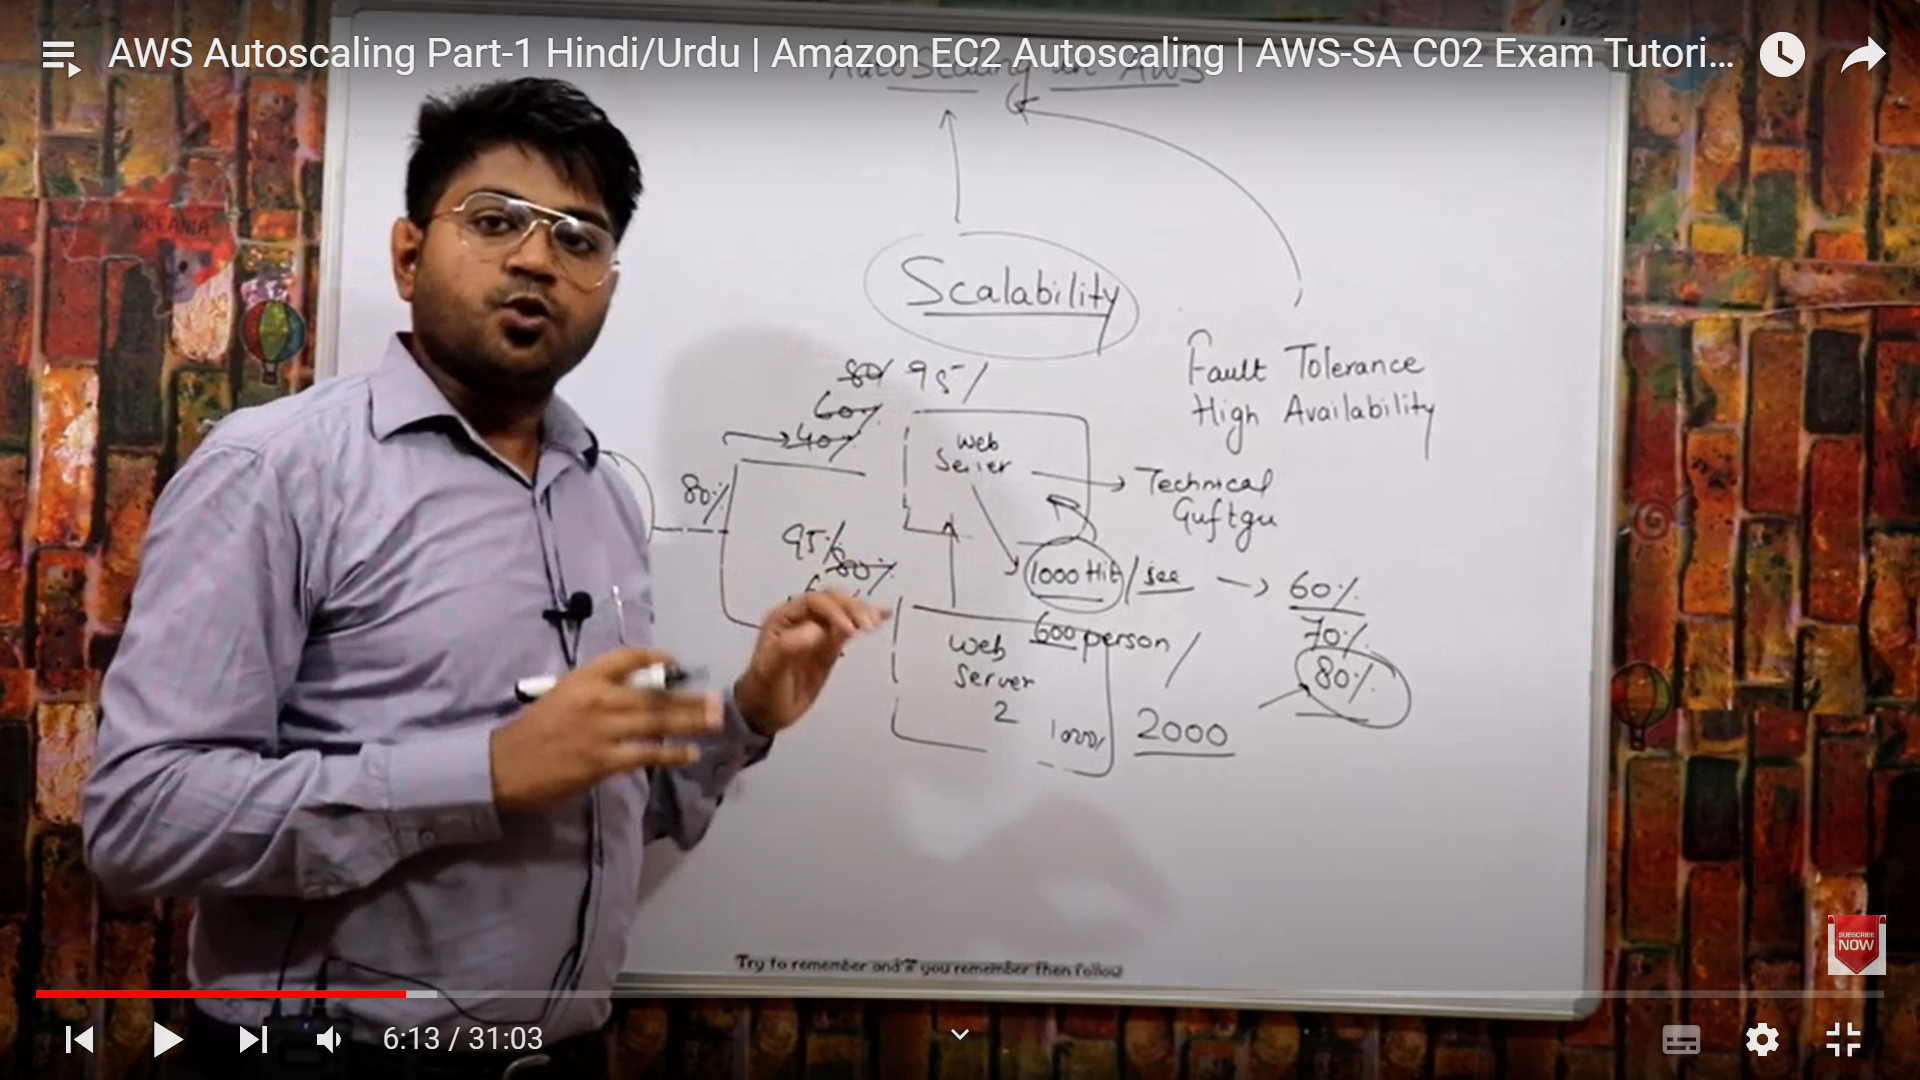 AWS Autoscaling Part-1 Hindi/Urdu | Amazon EC2 Autoscaling | AWS-SA C02 Exam Tutori...
AutoScaling in AWS
OCEANIA
Scalability
Fault Tolerance
High Availability
80% 95%
60%
40%
Web
Server
Technical
Guftgu
80%
95%
80%
1000 Hit/sec
60%
600 person/
70%
80%
Web
Server
2
2000
Try to remember and if you remember then follow
SUBSCRIBE
NOW
6:13 / 31:03